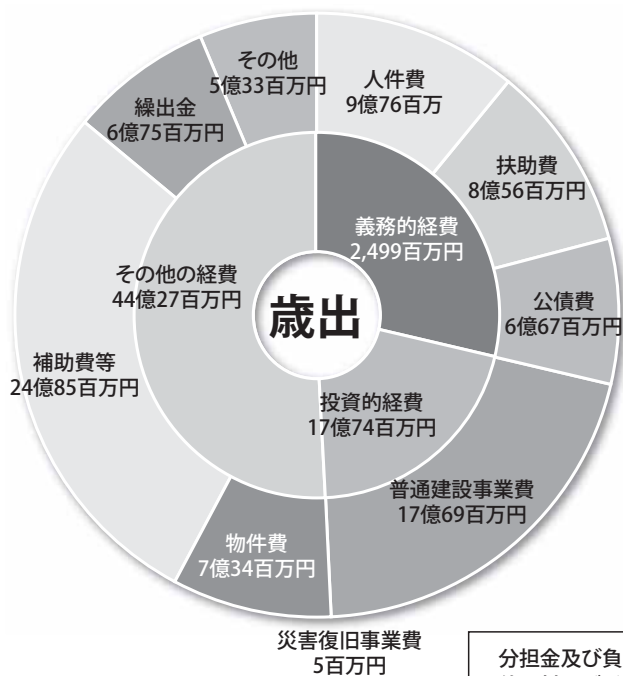 歳出
義務的経費
2,499百万円
人件費
9億76百万
扶助費
8億56百万円
公債費
6億67百万円
投資的経費
17億74百万円
普通建設事業費
17億69百万円
災害復旧事業費
5百万円
その他の経費
44億27百万円
物件費
7億34百万円
補助費等
24億85百万円
繰出金
6億75百万円
その他
5億33百万円
分担金及び負